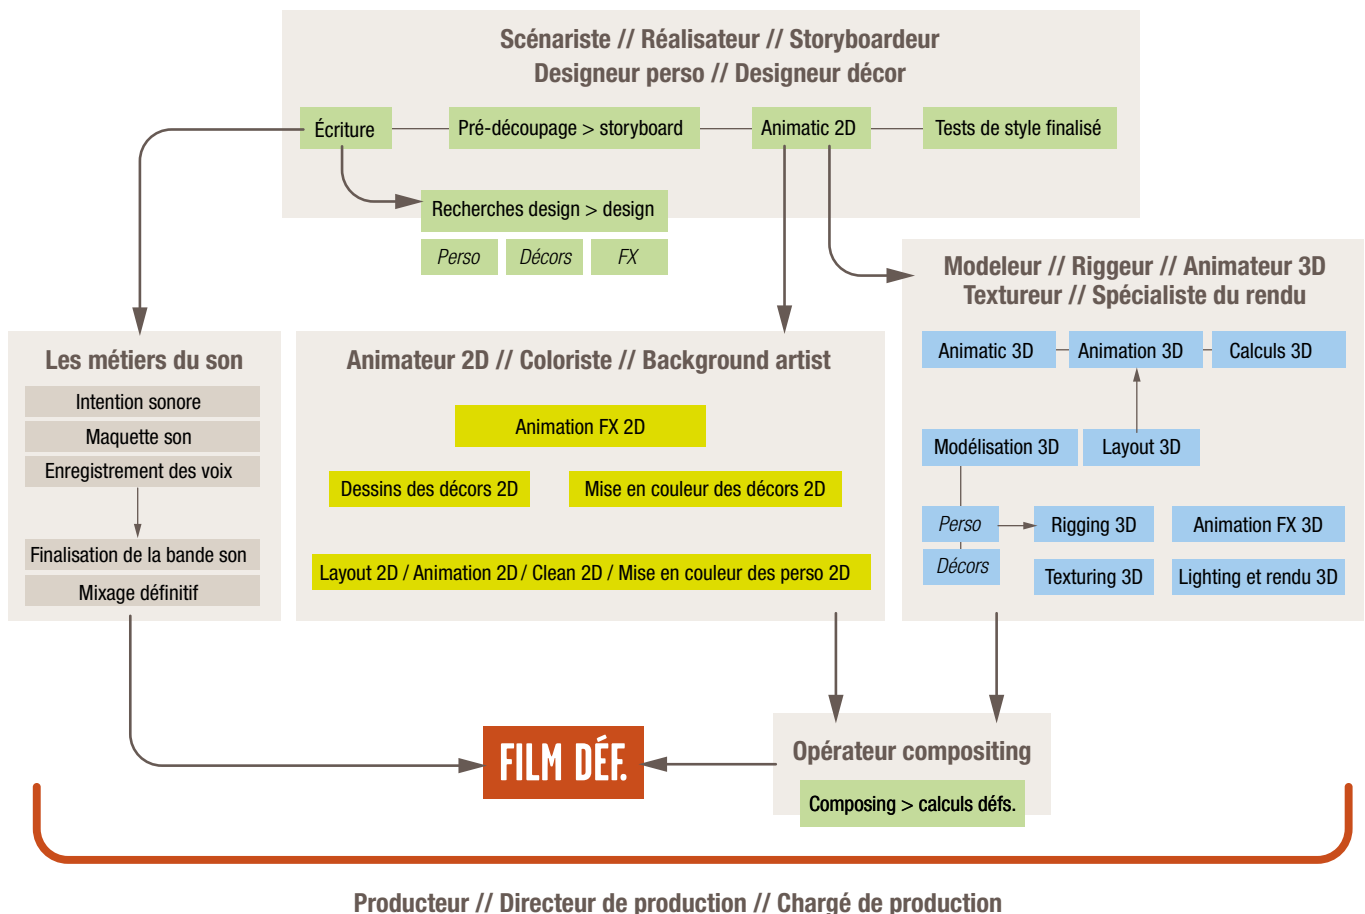 Scénariste // Réalisateur // Storyboardeur
Designeur perso // Designeur décor
Écriture
Pré-découpage > storyboard
Animatic 2D
Tests de style finalisé
Recherches design > design
Perso
Décors
FX
Les métiers du son
Intention sonore
Maquette son
Enregistrement des voix
Finalisation de la bande son
Mixage définitif
Animateur 2D // Coloriste // Background artist
Animation FX 2D
Dessins des décors 2D
Mise en couleur des décors 2D
Layout 2D / Animation 2D / Clean 2D / Mise en couleur des perso 2D
Modeleur // Riggeur // Animateur 3D
Textureur // Spécialiste du rendu
Animatic 3D
Animation 3D
Calculs 3D
Modélisation 3D
Layout 3D
Perso
Rigging 3D
Animation FX 3D
Décors
Texturing 3D
Lighting et rendu 3D
FILM DÉF.
Opérateur compositing
Composing > calculs défs.
Producteur // Directeur de production // Chargé de production